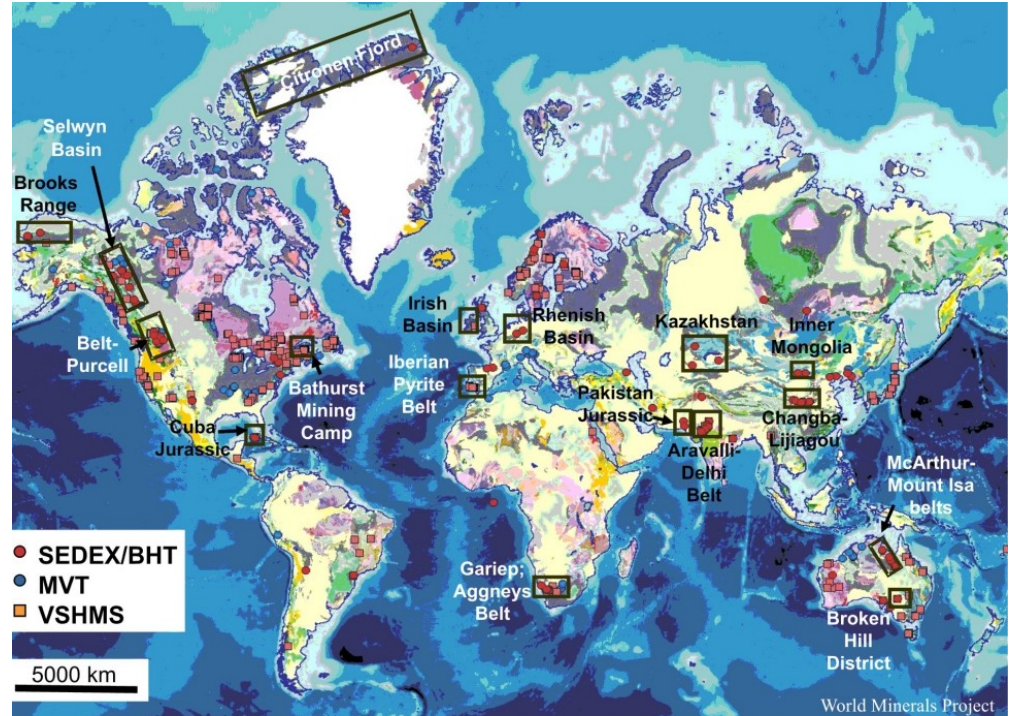 Citronen Fjord
Selwyn
Basin
Brooks
Range
Irish
Basin
Rhenish
Basin
Kazakhstan
Inner
Mongolia
Belt-
Purcell
Bathurst
Mining
Camp
Iberian
Pyrite
Belt
Pakistan
Jurassic
Changba-
Lijiagou
Cuba
Jurassic
Aravalli-
Delhi
Belt
McArthur-
Mount Isa
belts
SEDEX/BHT
MVT
VSHMS
Gariep;
Aggneys
Belt
Broken
Hill
District
5000 km
World Minerals Project